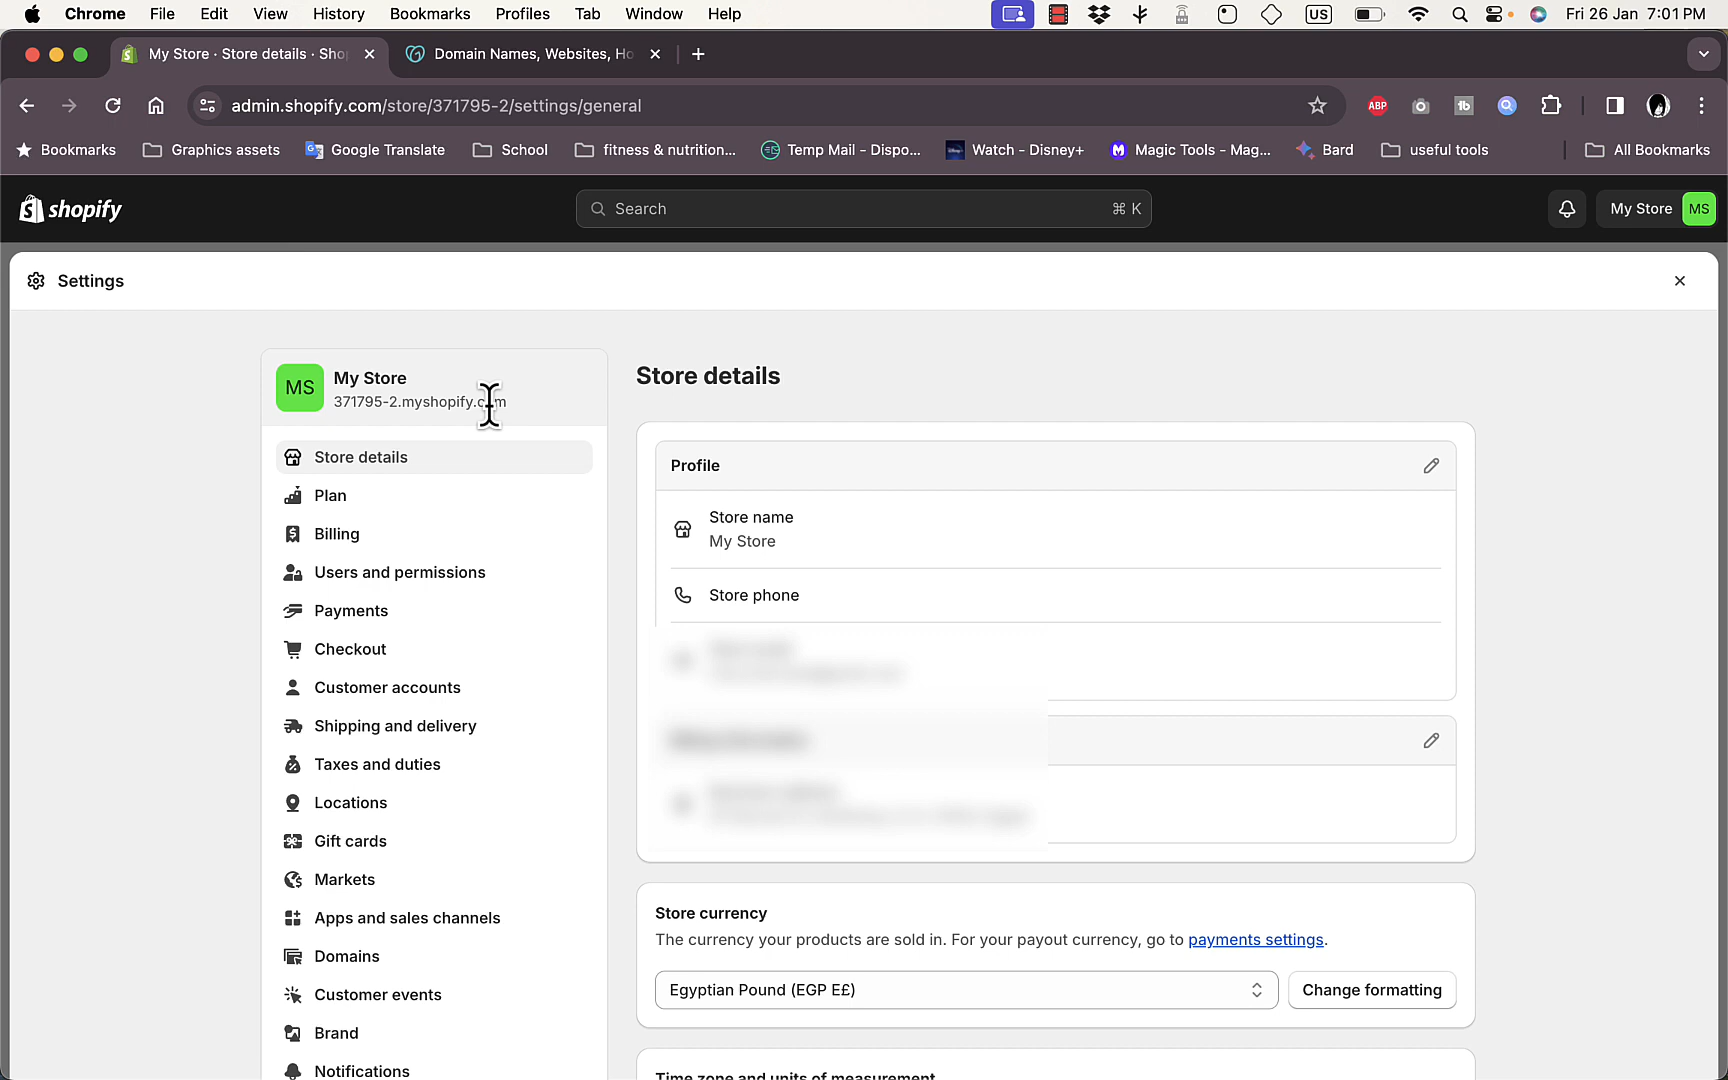 Chrome File Edit View History Bookmarks Profiles Tab Window Help US Fri 26 Jan 7:01 PM
My Store · Store details · Sho Domain Names, Websites, Ho
admin.shopify.com/store/371795-2/settings/general ABP tb
Bookmarks Graphics assets Google Translate School fitness & nutrition... Temp Mail - Dispo... Watch - Disney+ Magic Tools - Mag... Bard useful tools All Bookmarks
shopify Search ⌘ K My Store MS
Settings
MS My Store
371795-2.myshopify.com
Store details
Plan
Billing
Users and permissions
Payments
Checkout
Customer accounts
Shipping and delivery
Taxes and duties
Locations
Gift cards
Markets
Apps and sales channels
Domains
Customer events
Brand
Notifications
Store details
Profile
Store name
My Store
Store phone
Store currency
The currency your products are sold in. For your payout currency, go to payments settings.
Egyptian Pound (EGP E£) Change formatting
Time zone and units of measurement